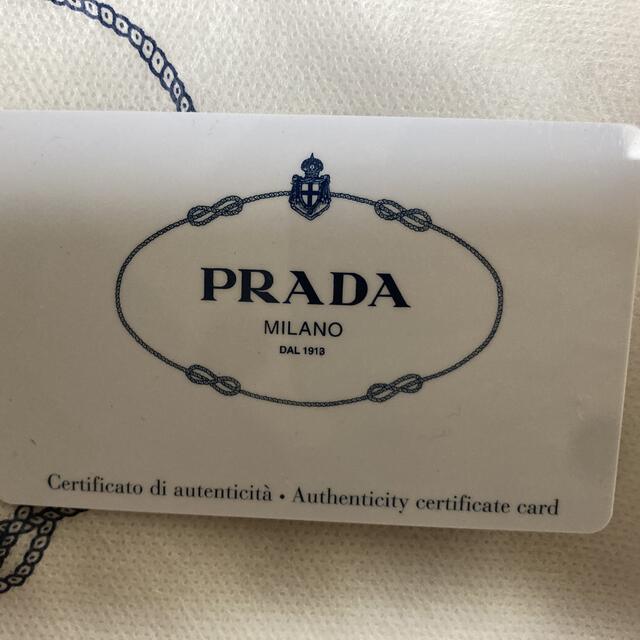 PRADA
MILANO
DAL 1913
Certificato di autenticità • Authenticity certificate card